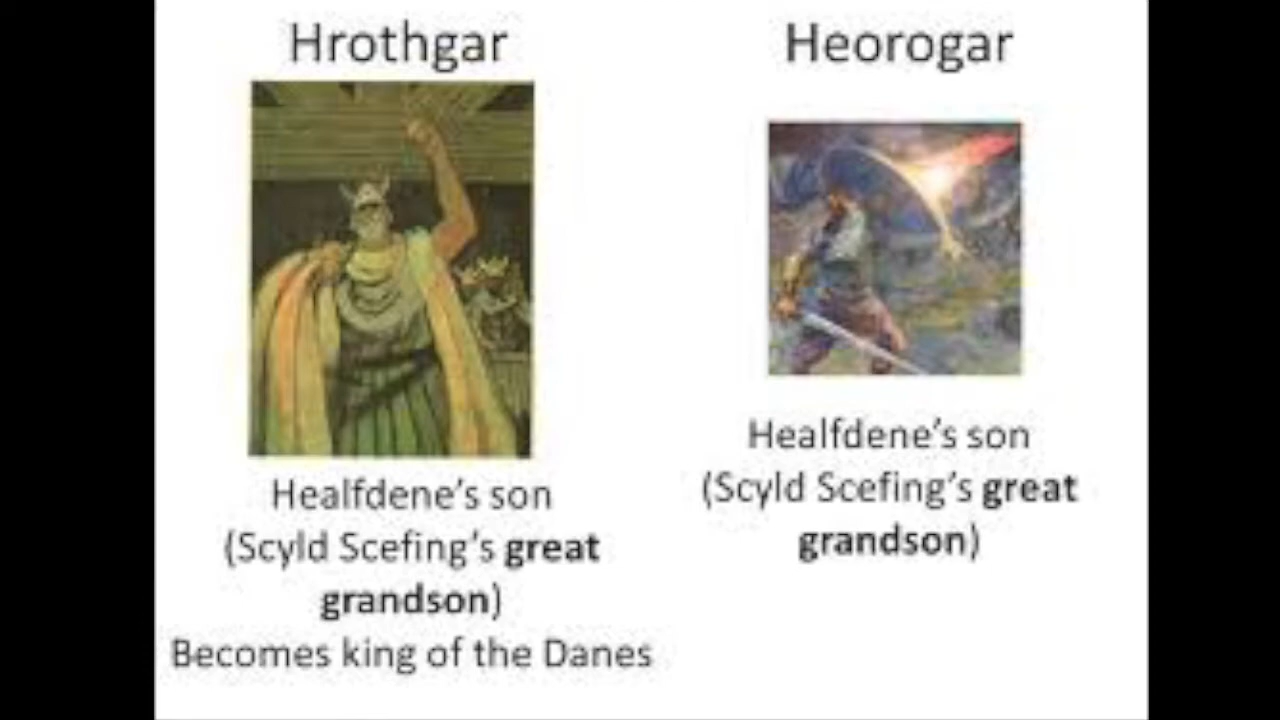 Hrothgar
Healfdene's son
(Scyld Scefing's great
grandson)
Becomes king of the Danes
Heorogar
Healfdene's son
(Scyld Scefing's great
grandson)